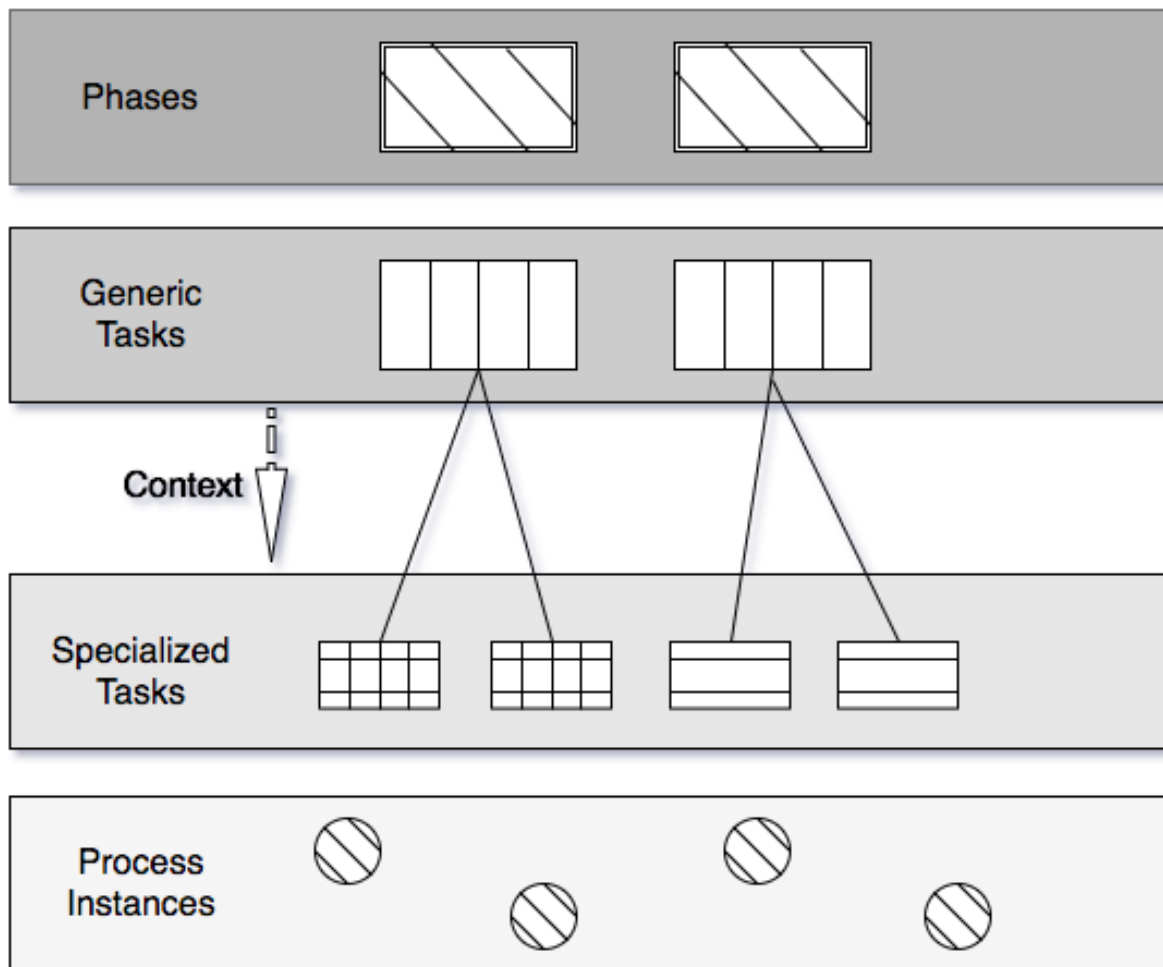 Phases
Generic
Tasks
Context
Specialized
Tasks
Process
Instances